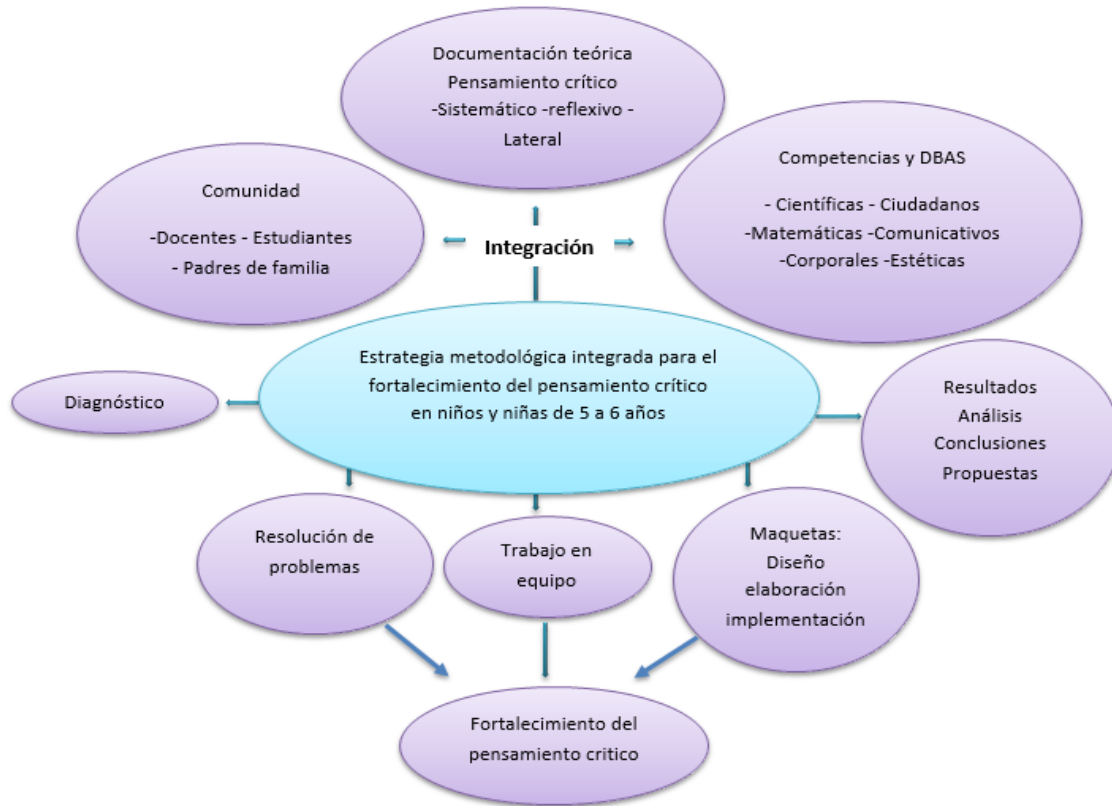 Documentación teórica
Pensamiento crítico
-Sistemático -reflexivo -
Lateral
Comunidad
-Docentes - Estudiantes
- Padres de familia
Integración
Competencias y DBAS
- Científicas - Ciudadanos
-Matemáticas -Comunicativos
-Corporales -Estéticas
Estrategia metodológica integrada para el
fortalecimiento del pensamiento crítico
en niños y niñas de 5 a 6 años
Diagnóstico
Resultados
Análisis
Conclusiones
Propuestas
Resolución de
problemas
Trabajo en
equipo
Maquetas:
Diseño
elaboración
implementación
Fortalecimiento del
pensamiento critico